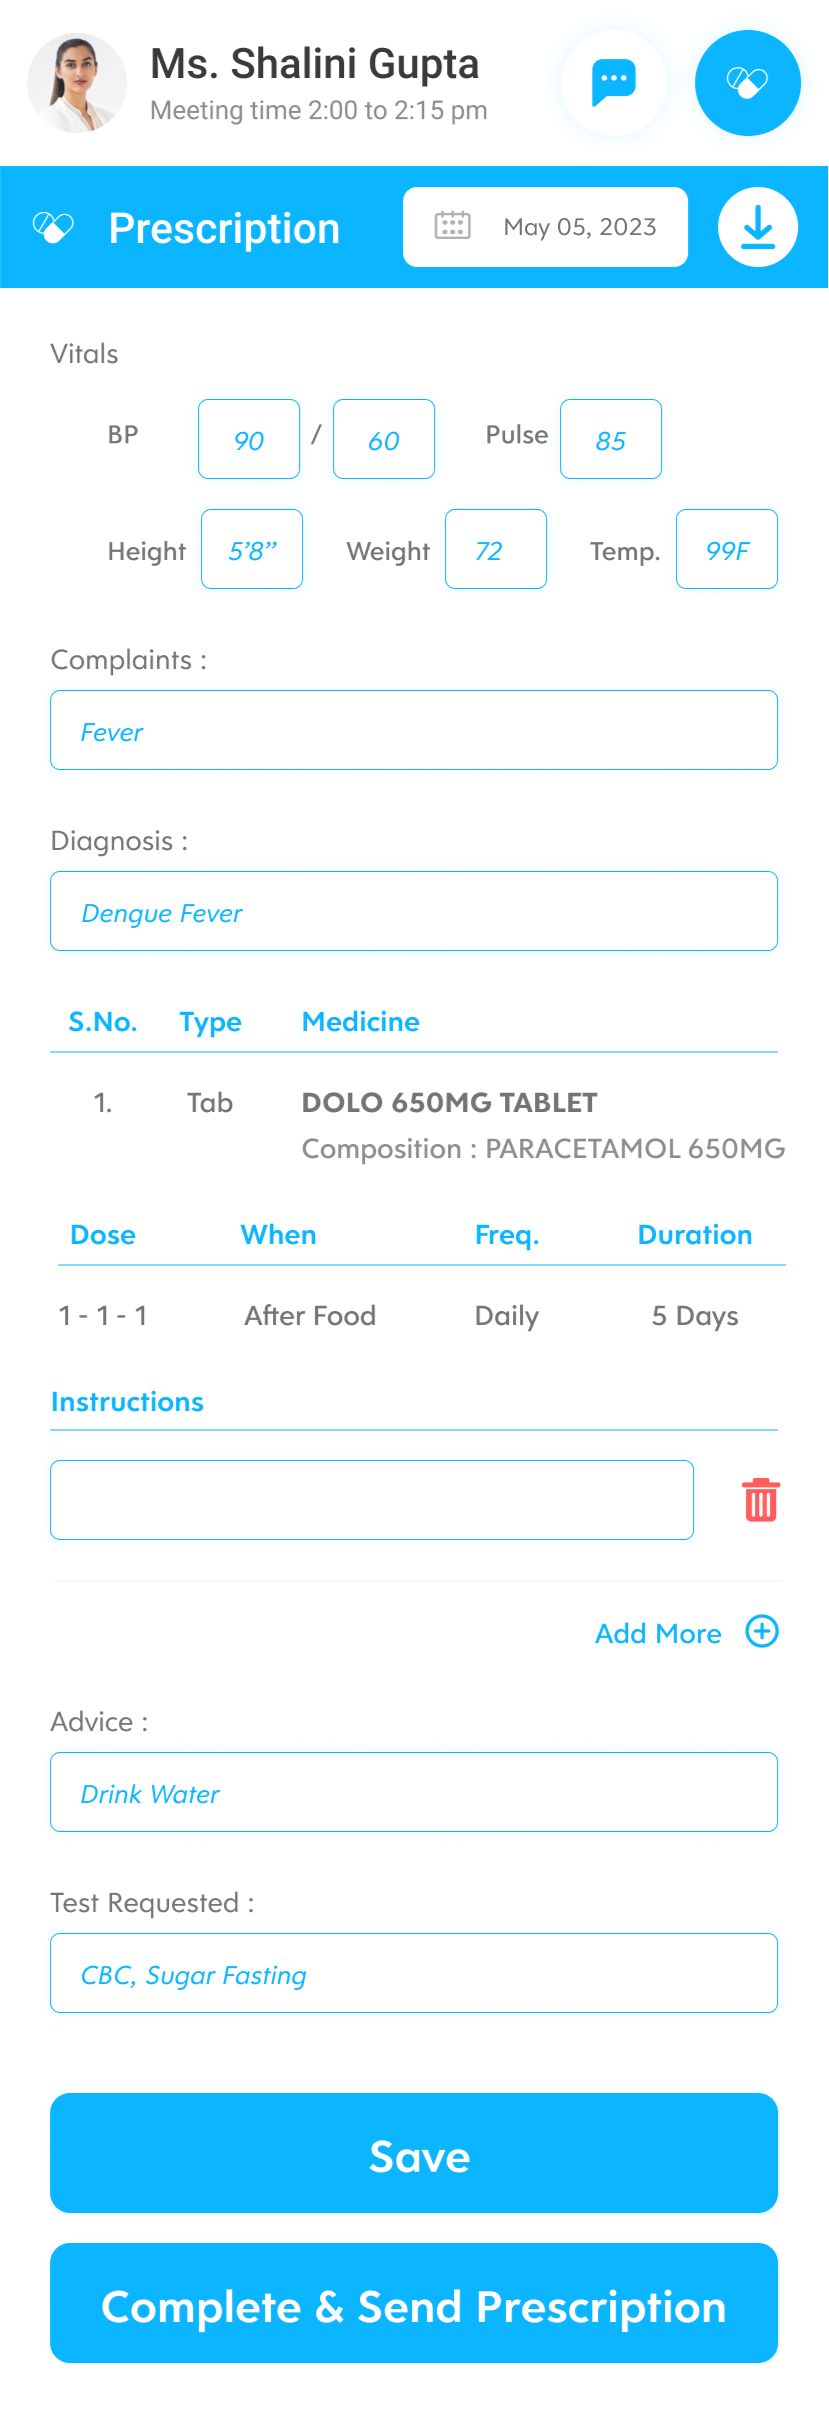 Ms. Shalini Gupta
Meeting time 2:00 to 2:15 pm
Prescription
May 05, 2023
Vitals
BP 90 / 60 Pulse 85
Height 5’8” Weight 72 Temp. 99F
Complaints :
Fever
Diagnosis :
Dengue Fever
S.No. Type Medicine
1. Tab DOLO 650MG TABLET
Composition : PARACETAMOL 650MG
Dose When Freq. Duration
1 - 1 - 1 After Food Daily 5 Days
Instructions
Add More
Advice :
Drink Water
Test Requested :
CBC, Sugar Fasting
Save
Complete & Send Prescription